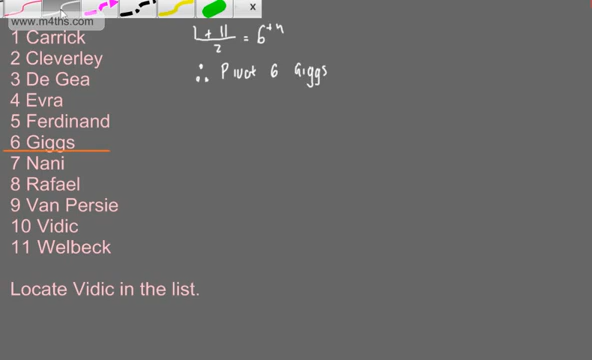 www.m4ths.com
1 Carrick
2 Cleverley
3 De Gea
4 Evra
5 Ferdinand
6 Giggs
7 Nani
8 Rafael
9 Van Persie
10 Vidic
11 Welbeck
Locate Vidic in the list.
x
1 + 11
2
= 6th
∴ Pivot 6 Giggs